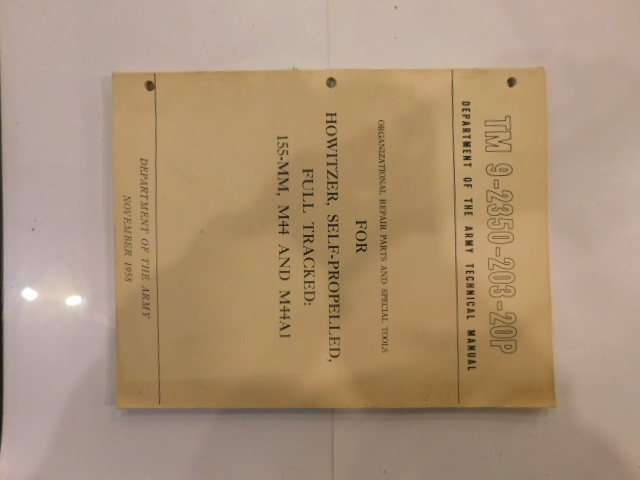 TM 9-2350-203-20P
DEPARTMENT OF THE ARMY TECHNICAL MANUAL
ORGANIZATIONAL REPAIR PARTS AND SPECIAL TOOLS
FOR
HOWITZER, SELF-PROPELLED,
FULL TRACKED:
155-MM, M44 AND M44A1
DEPARTMENT OF THE ARMY
NOVEMBER 1958